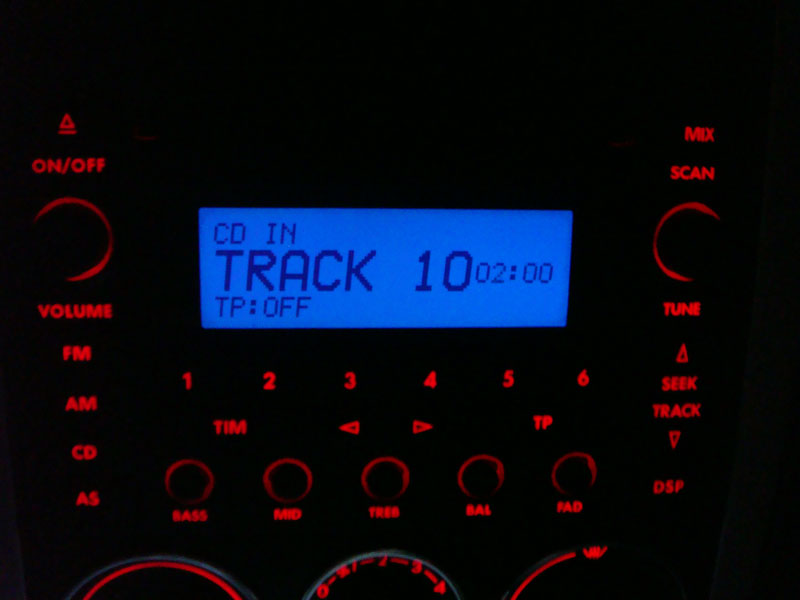 MIX
ON/OFF
SCAN
CD IN
TRACK 10 02:00
TP:OFF
VOLUME
TUNE
FM
1 2 3 4 5 6
SEEK
AM
TRACK
TIM
TP
CD
AS
DSP
BASS MID TREB BAL FAD
0 1 2 3 4